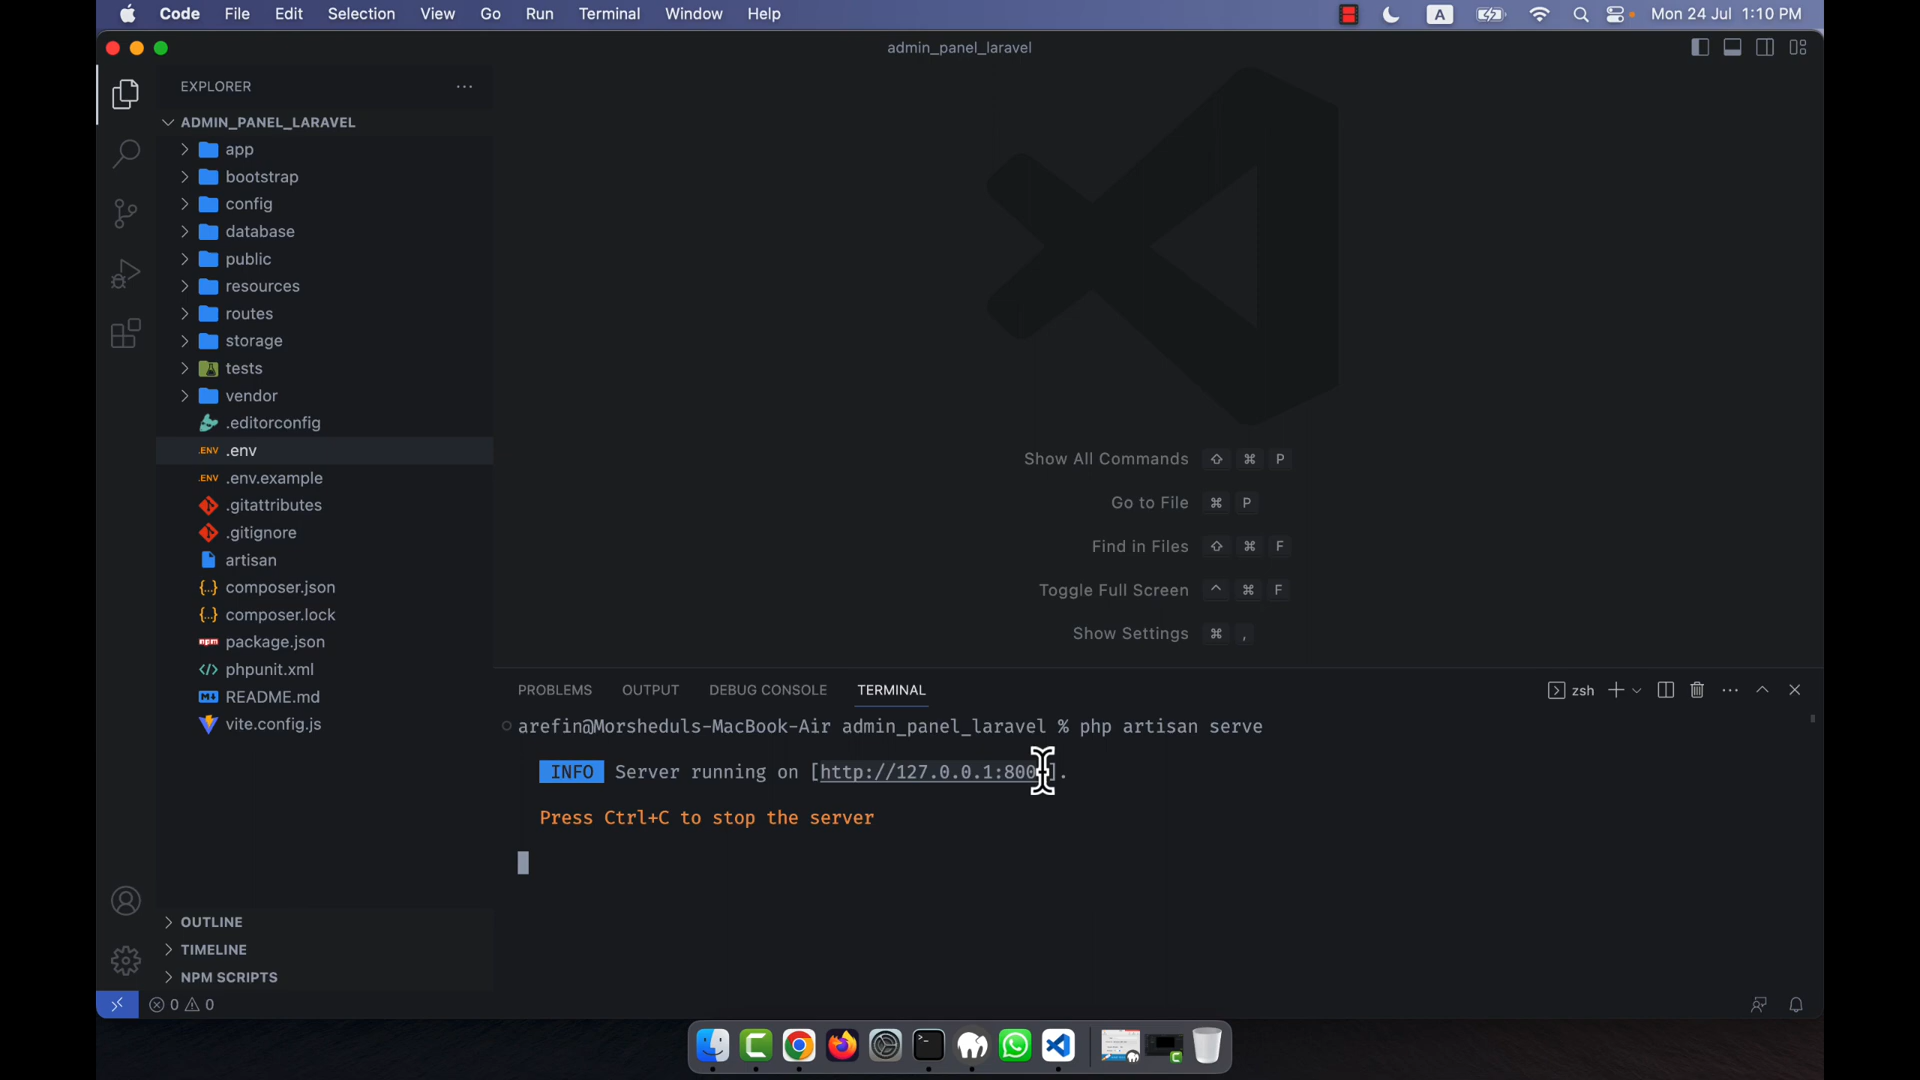 Code File Edit Selection View Go Run Terminal Window Help
A
Mon 24 Jul 1:10 PM
admin_panel_laravel
EXPLORER
ADMIN_PANEL_LARAVEL
app
bootstrap
config
database
public
resources
routes
storage
tests
vendor
.editorconfig
.ENV .env
.ENV .env.example
.gitattributes
.gitignore
artisan
{..} composer.json
{..} composer.lock
npm package.json
</> phpunit.xml
README.md
vite.config.js
OUTLINE
TIMELINE
NPM SCRIPTS
0 0
Show All Commands ⇧ ⌘ P
Go to File ⌘ P
Find in Files ⇧ ⌘ F
Toggle Full Screen ^ ⌘ F
Show Settings ⌘ ,
PROBLEMS OUTPUT DEBUG CONSOLE TERMINAL
zsh
arefin@Morsheduls-MacBook-Air admin_panel_laravel % php artisan serve
INFO Server running on [http://127.0.0.1:800 ].
Press Ctrl+C to stop the server